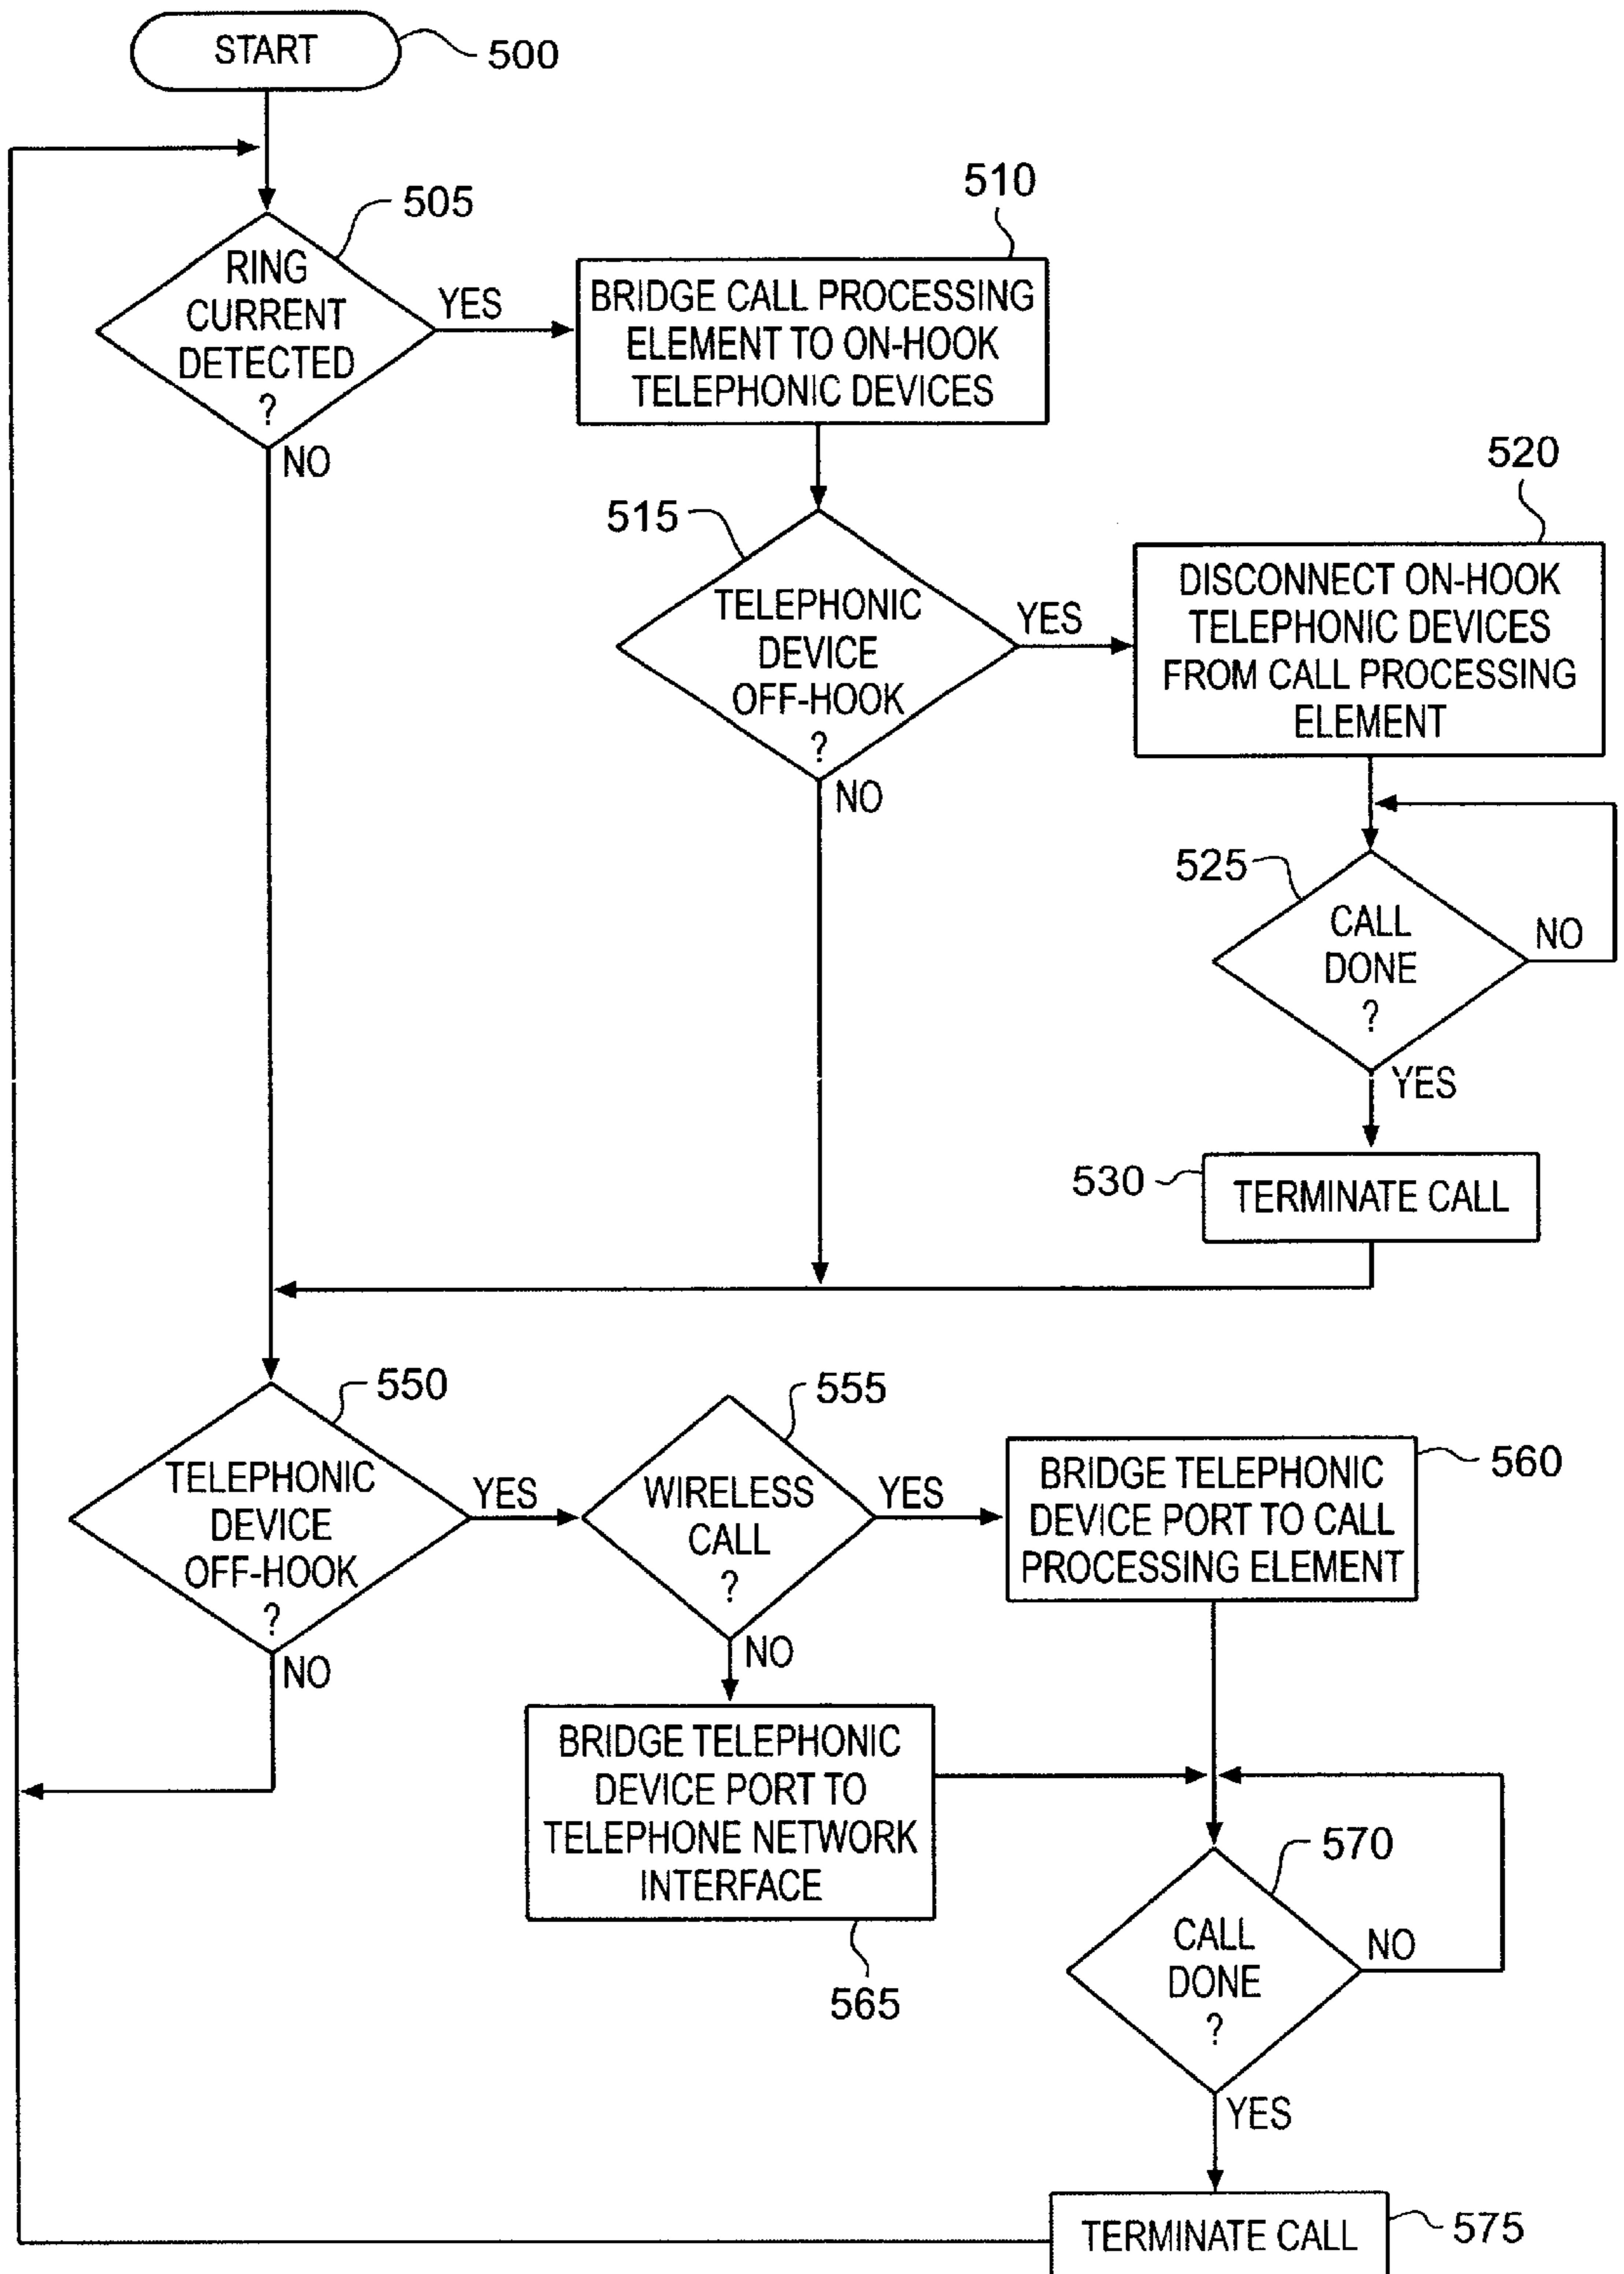 START
500
505
RING
CURRENT
DETECTED
?
YES
NO
510
BRIDGE CALL PROCESSING
ELEMENT TO ON-HOOK
TELEPHONIC DEVICES
515
TELEPHONIC
DEVICE
OFF-HOOK
?
YES
NO
520
DISCONNECT ON-HOOK
TELEPHONIC DEVICES
FROM CALL PROCESSING
ELEMENT
525
CALL
DONE
?
NO
YES
530
TERMINATE CALL
550
TELEPHONIC
DEVICE
OFF-HOOK
?
YES
NO
555
WIRELESS
CALL
?
YES
NO
560
BRIDGE TELEPHONIC
DEVICE PORT TO CALL
PROCESSING ELEMENT
BRIDGE TELEPHONIC
DEVICE PORT TO
TELEPHONE NETWORK
INTERFACE
565
570
CALL
DONE
?
NO
YES
TERMINATE CALL
575